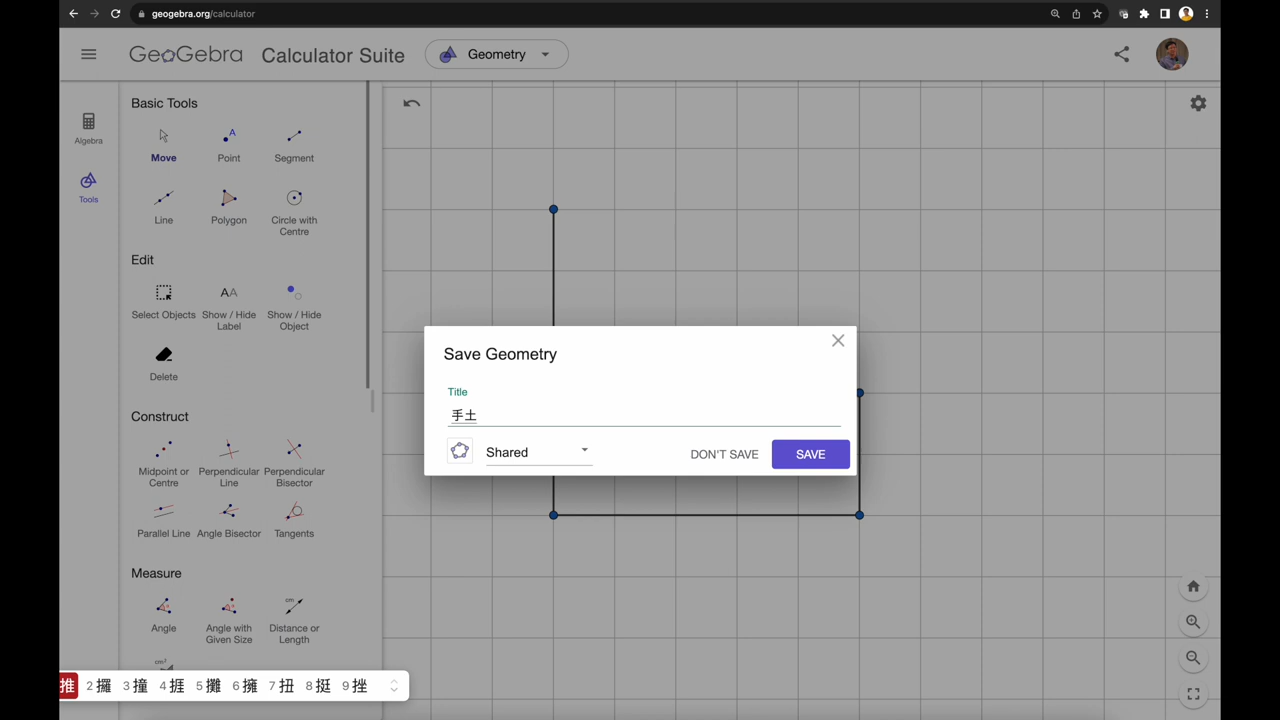 geogebra.org/calculator
GeoGebra
Calculator Suite
Geometry
Algebra
Tools
Basic Tools
Move
Point
Segment
Line
Polygon
Circle with
Centre
Edit
Select Objects
Show / Hide
Label
Show / Hide
Object
Delete
Construct
Midpoint or
Centre
Perpendicular
Line
Perpendicular
Bisector
Parallel Line
Angle Bisector
Tangents
Measure
Angle
Angle with
Given Size
Distance or
Length
Save Geometry
Title
手土
Shared
DON'T SAVE
SAVE
推 2 攞 3 撞 4 捱 5 攤 6 擁 7 扭 8 挺 9 挫